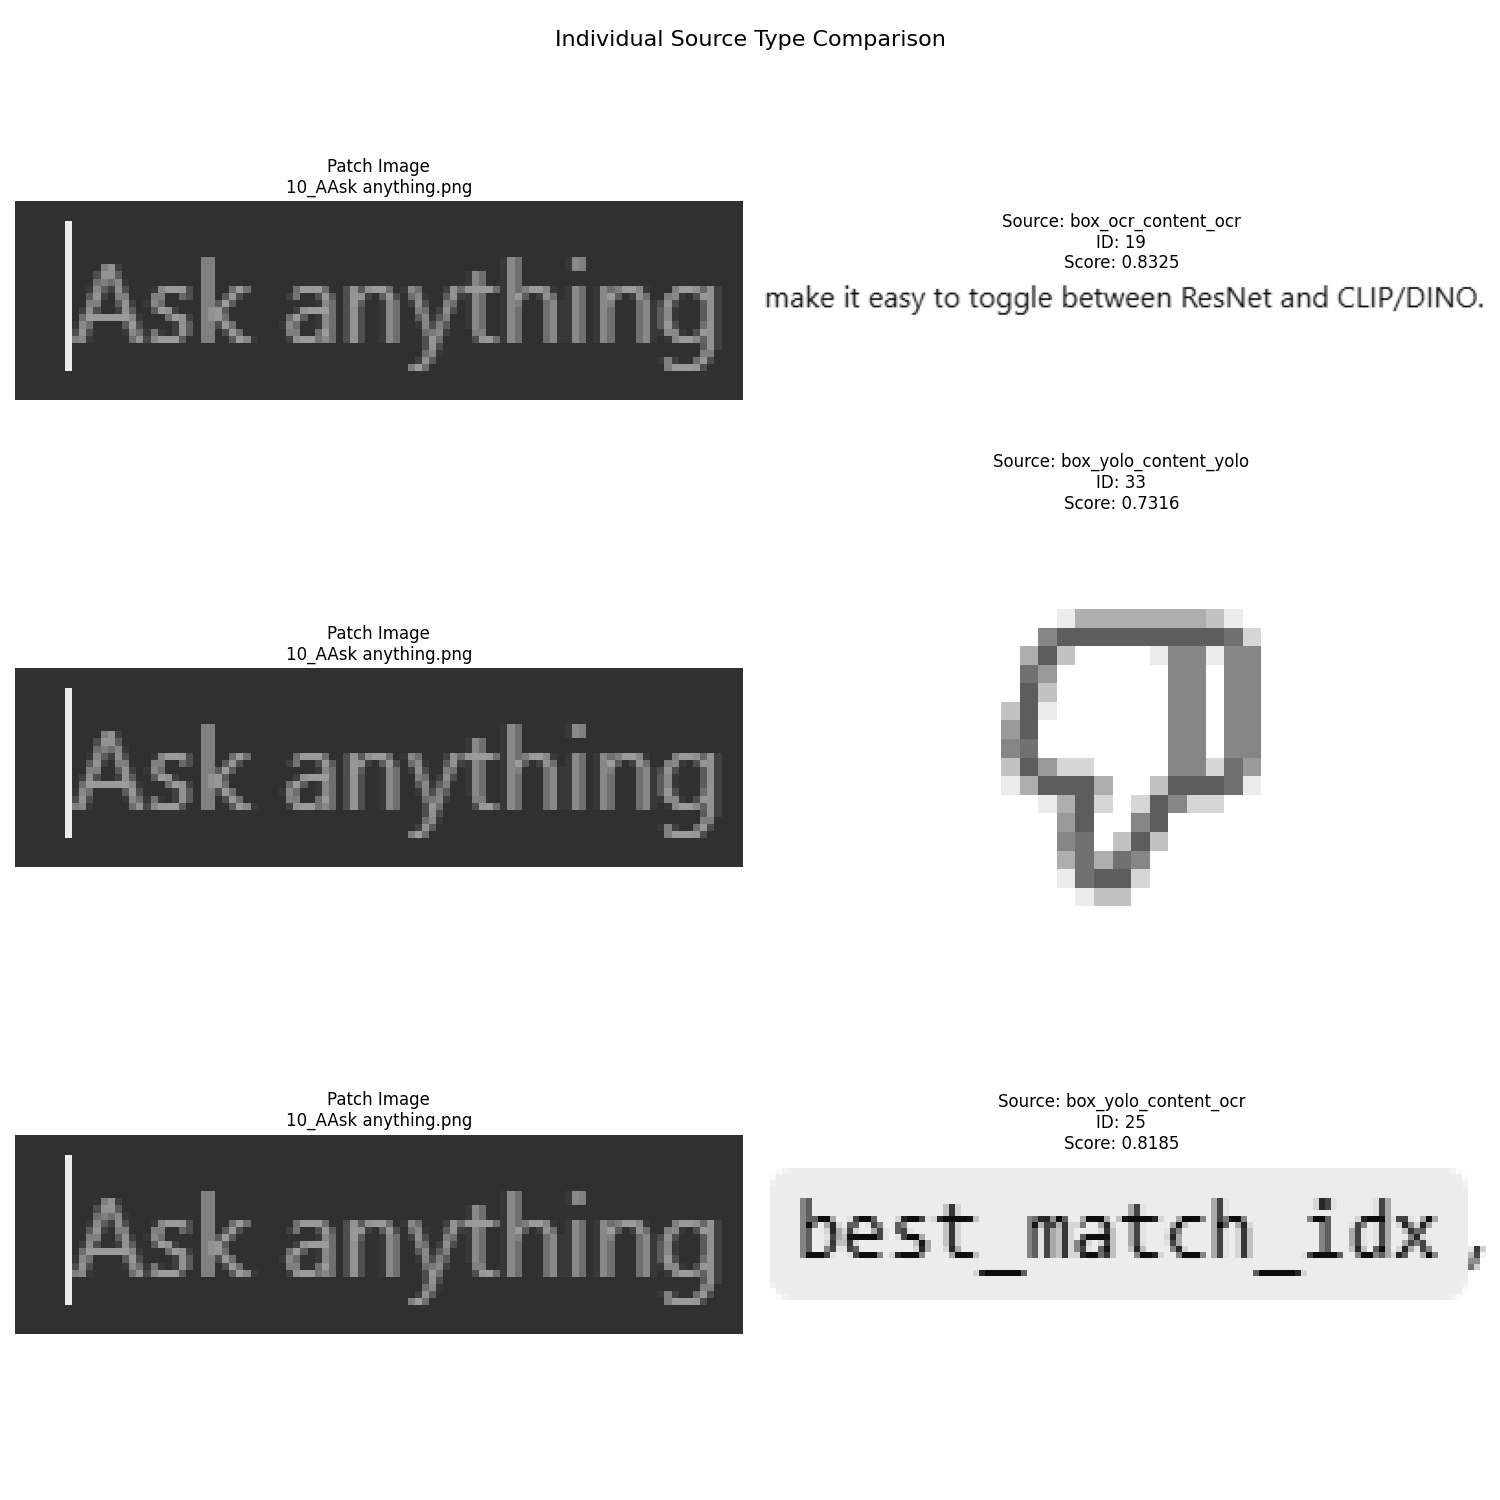 Individual Source Type Comparison
Patch Image
10_AAsk anything.png
Ask anything
Source: box_ocr_content_ocr
ID: 19
Score: 0.8325
make it easy to toggle between ResNet and CLIP/DINO.
Patch Image
10_AAsk anything.png
Ask anything
Source: box_yolo_content_yolo
ID: 33
Score: 0.7316
Patch Image
10_AAsk anything.png
Ask anything
Source: box_yolo_content_ocr
ID: 25
Score: 0.8185
best_match_idx,